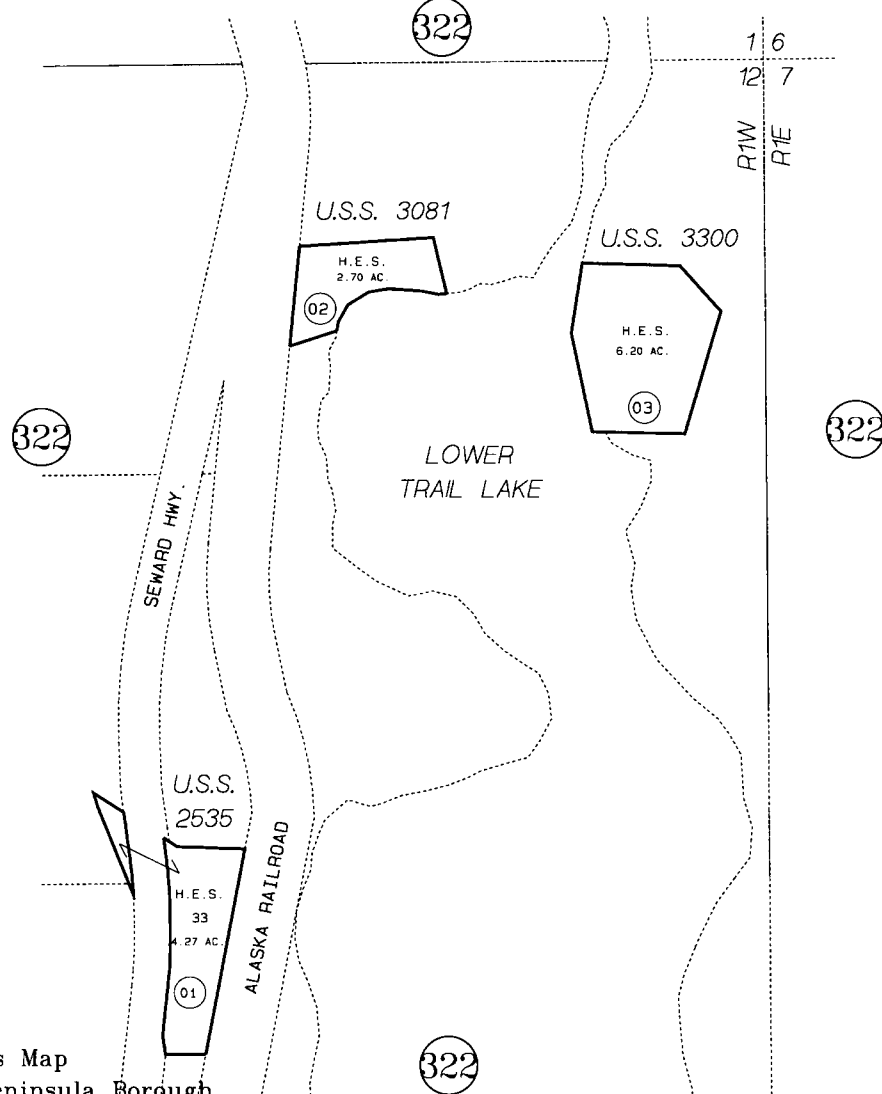 322
1 6
12 7
R1W
R1E
U.S.S. 3081
H.E.S.
2.70 AC.
02
U.S.S. 3300
H.E.S.
6.20 AC.
03
322
322
LOWER
TRAIL LAKE
SEWARD HWY.
U.S.S.
2535
H.E.S.
33
4.27 AC.
01
ALASKA RAILROAD
322
Map
Borough